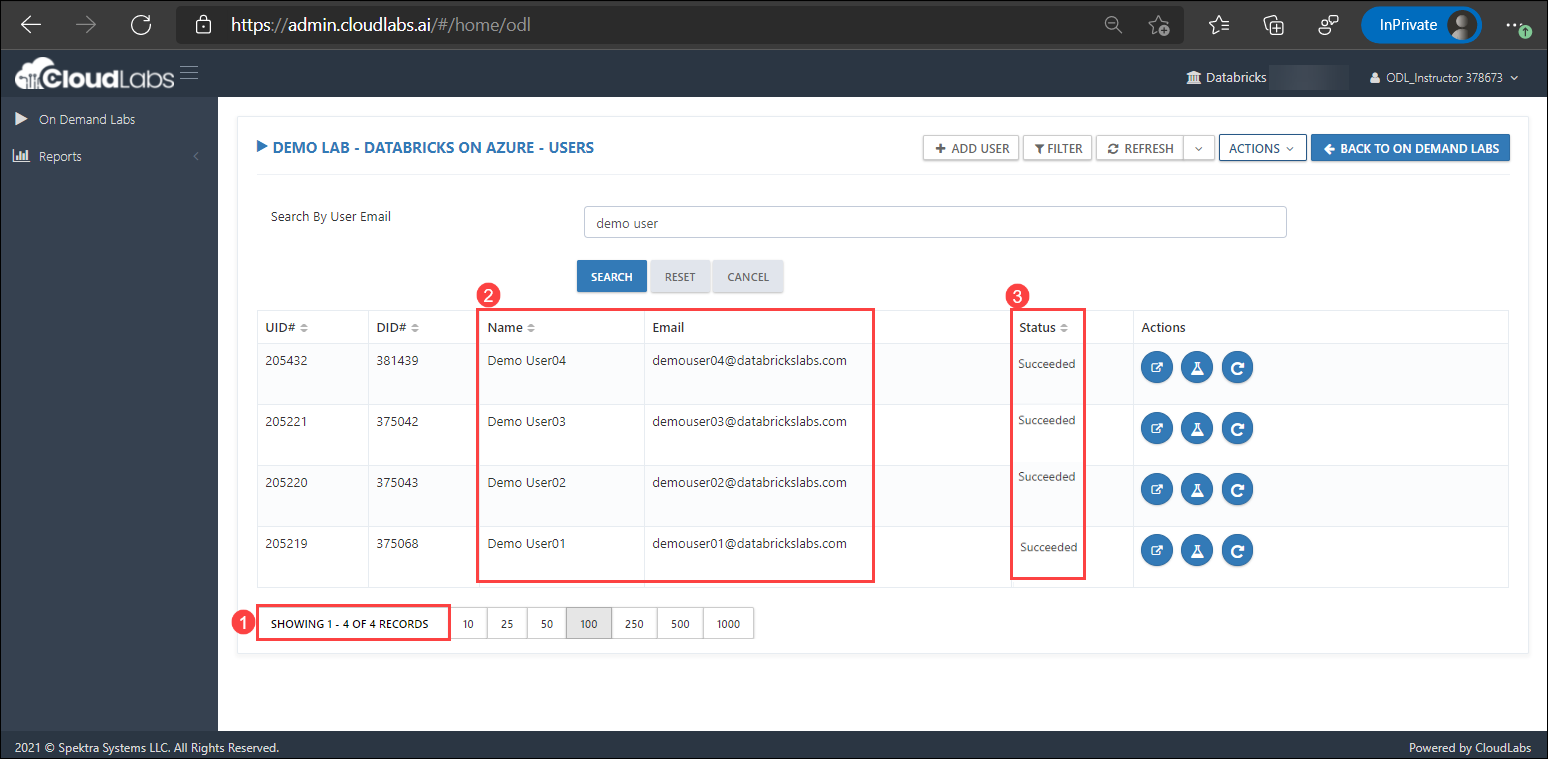 https://admin.cloudlabs.ai/#/home/odl
InPrivate
CloudLabs
Databricks
ODL_Instructor 378673
On Demand Labs
Reports
DEMO LAB - DATABRICKS ON AZURE - USERS
ADD USER FILTER REFRESH ACTIONS BACK TO ON DEMAND LABS
Search By User Email
demo user
SEARCH RESET CANCEL
2 3
UID# DID# Name Email Status Actions
205432 381439 Demo User04 demouser04@databrickslabs.com Succeeded
205221 375042 Demo User03 demouser03@databrickslabs.com Succeeded
205220 375043 Demo User02 demouser02@databrickslabs.com Succeeded
205219 375068 Demo User01 demouser01@databrickslabs.com Succeeded
1 SHOWING 1 - 4 OF 4 RECORDS 10 25 50 100 250 500 1000
2021 © Spektra Systems LLC. All Rights Reserved. Powered by CloudLabs